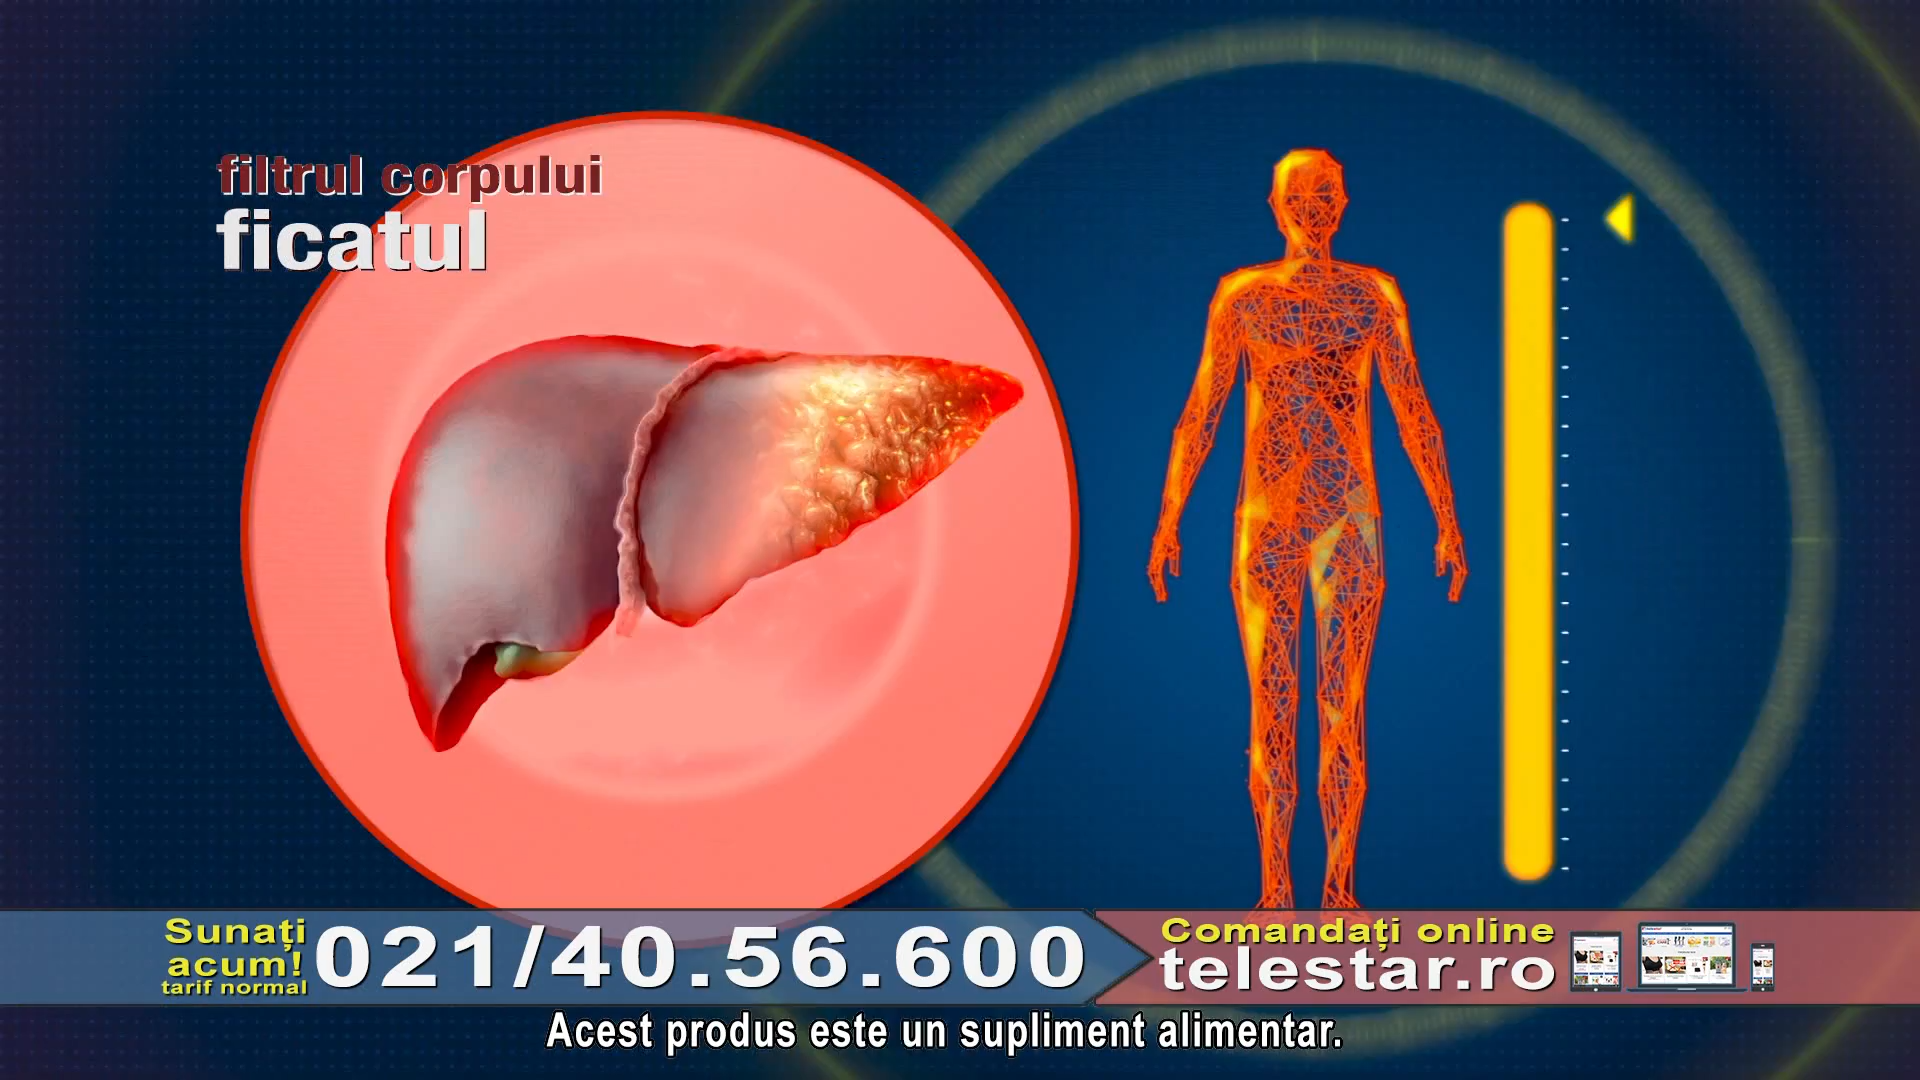 filtrul corpului
ficatul
Sunați
acum!
tarif normal
021/40.56.600
Comandați online
telestar.ro
Acest produs este un supliment alimentar.